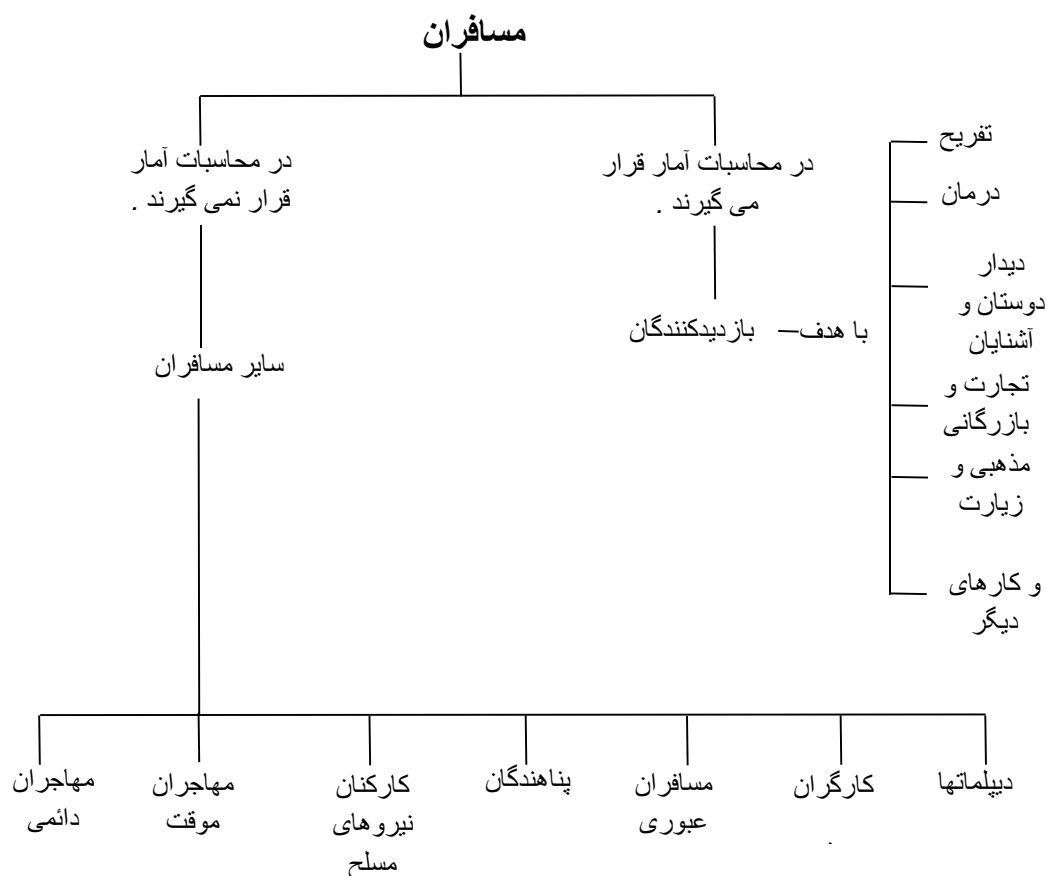 مسافران
در محاسبات آمار قرار
می گیرند .
در محاسبات آمار
قرار نمی گیرند .
بازدیدکنندگان — با هدف
تفریح
درمان
دیدار
دوستان و
آشنایان
تجارت و
بازرگانی
مذهبی و
زیارت
و کارهای
دیگر
سایر مسافران
دیپلماتها
کارگران
مسافران
عبوری
پناهندگان
کارکنان
نیروهای
مسلح
مهاجران
موقت
مهاجران
دائمی